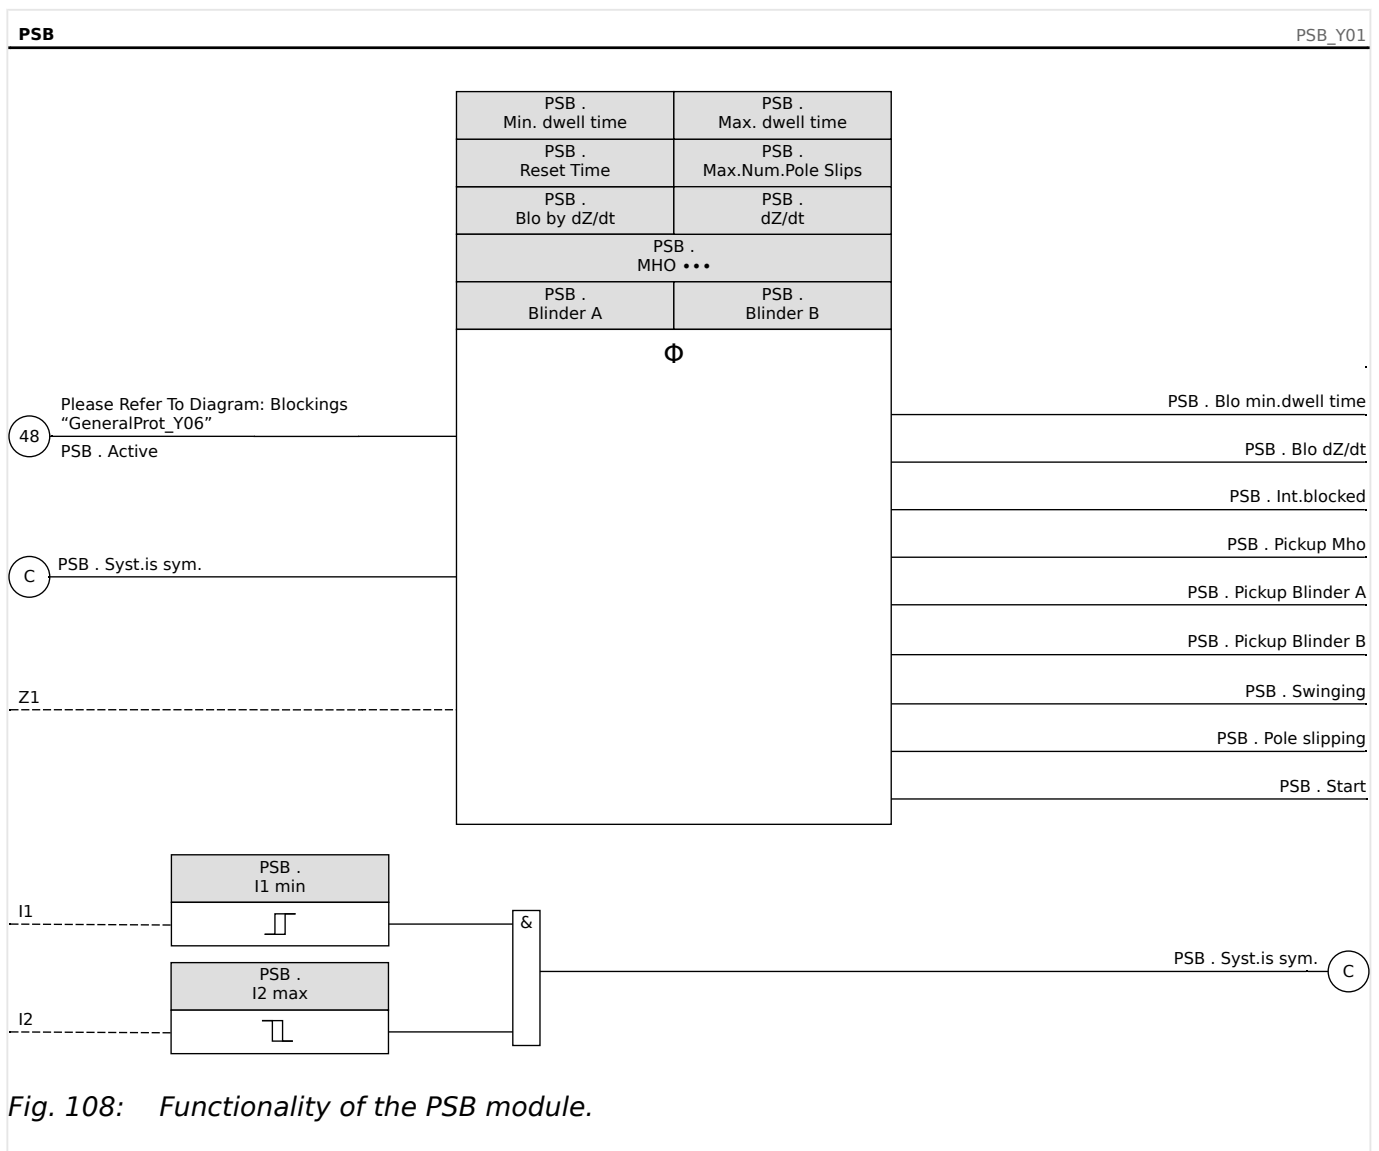 PSB
PSB_Y01
PSB .
Min. dwell time
PSB .
Max. dwell time
PSB .
Reset Time
PSB .
Max.Num.Pole Slips
PSB .
Blo by dZ/dt
PSB .
dZ/dt
PSB .
MHO •••
PSB .
Blinder A
PSB .
Blinder B
Φ
Please Refer To Diagram: Blockings
“GeneralProt_Y06”
48
PSB . Active
C
PSB . Syst.is sym.
Z1
PSB . Blo min.dwell time
PSB . Blo dZ/dt
PSB . Int.blocked
PSB . Pickup Mho
PSB . Pickup Blinder A
PSB . Pickup Blinder B
PSB . Swinging
PSB . Pole slipping
PSB . Start
PSB .
I1 min
I1
&
PSB .
I2 max
I2
PSB . Syst.is sym.
C
Fig. 108: Functionality of the PSB module.